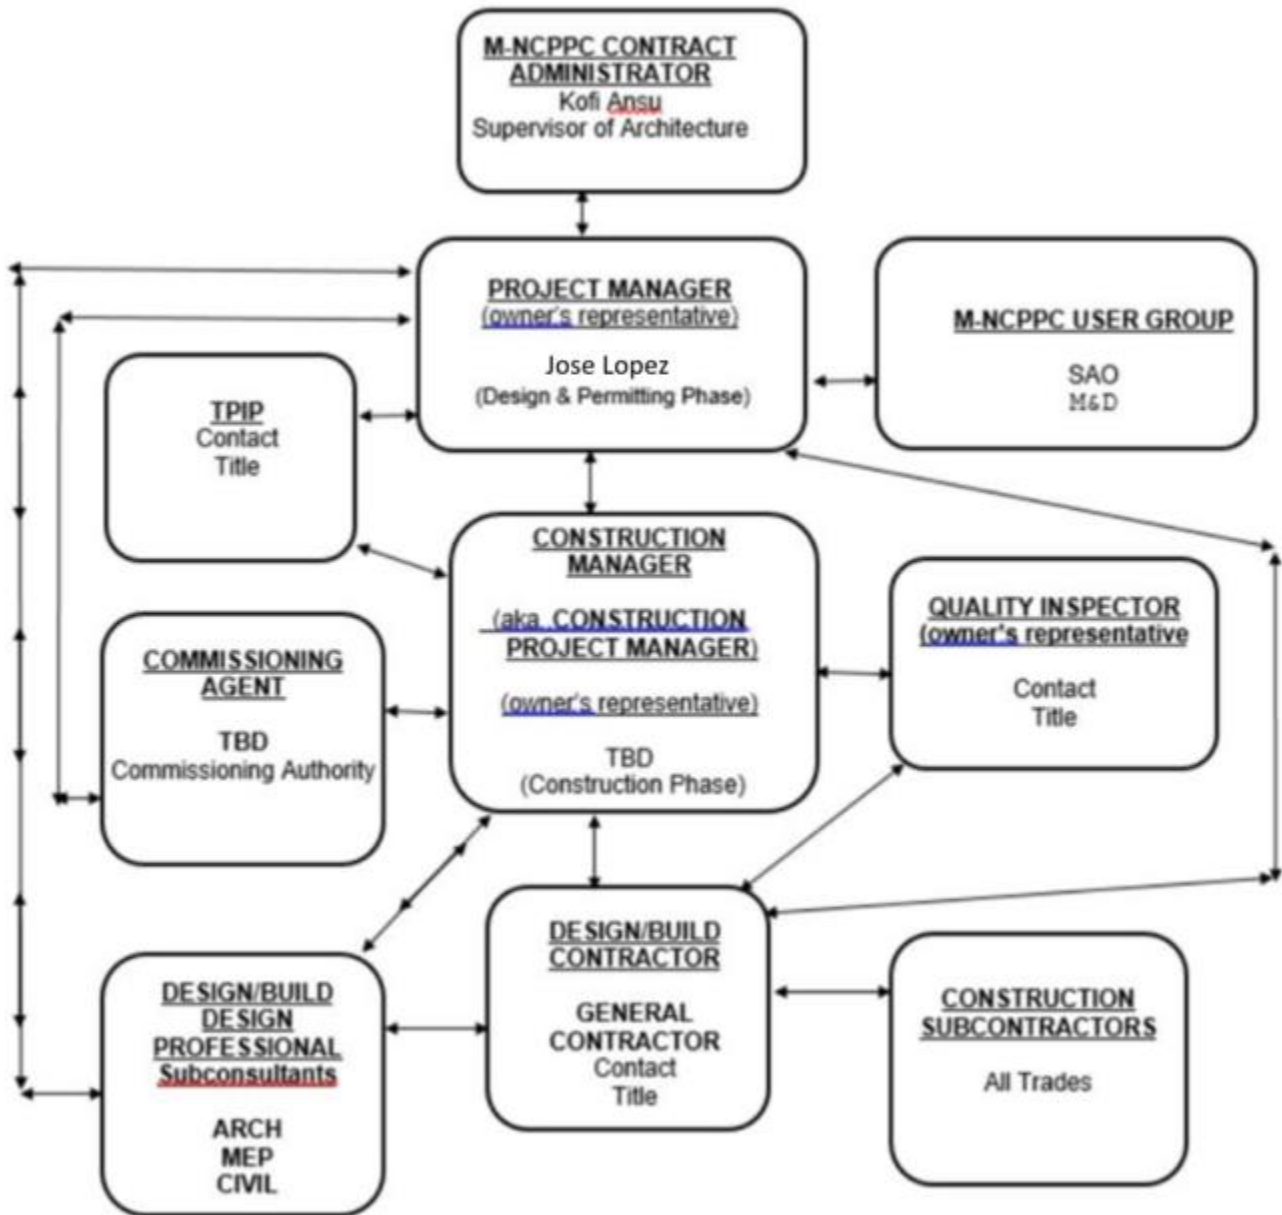 M-NCPPC CONTRACT
ADMINISTRATOR
Kofi Ansu
Supervisor of Architecture
PROJECT MANAGER
(owner's representative)
Jose Lopez
(Design & Permitting Phase)
M-NCPPC USER GROUP
SAO
M&D
TPIP
Contact
Title
CONSTRUCTION
MANAGER
(aka CONSTRUCTION
PROJECT MANAGER)
(owner's representative)
TBD
(Construction Phase)
QUALITY INSPECTOR
(owner's representative
Contact
Title
COMMISSIONING
AGENT
TBD
Commissioning Authority
DESIGN/BUILD
DESIGN
PROFESSIONAL
Subconsultants
ARCH
MEP
CIVIL
DESIGN/BUILD
CONTRACTOR
GENERAL
CONTRACTOR
Contact
Title
CONSTRUCTION
SUBCONTRACTORS
All Trades